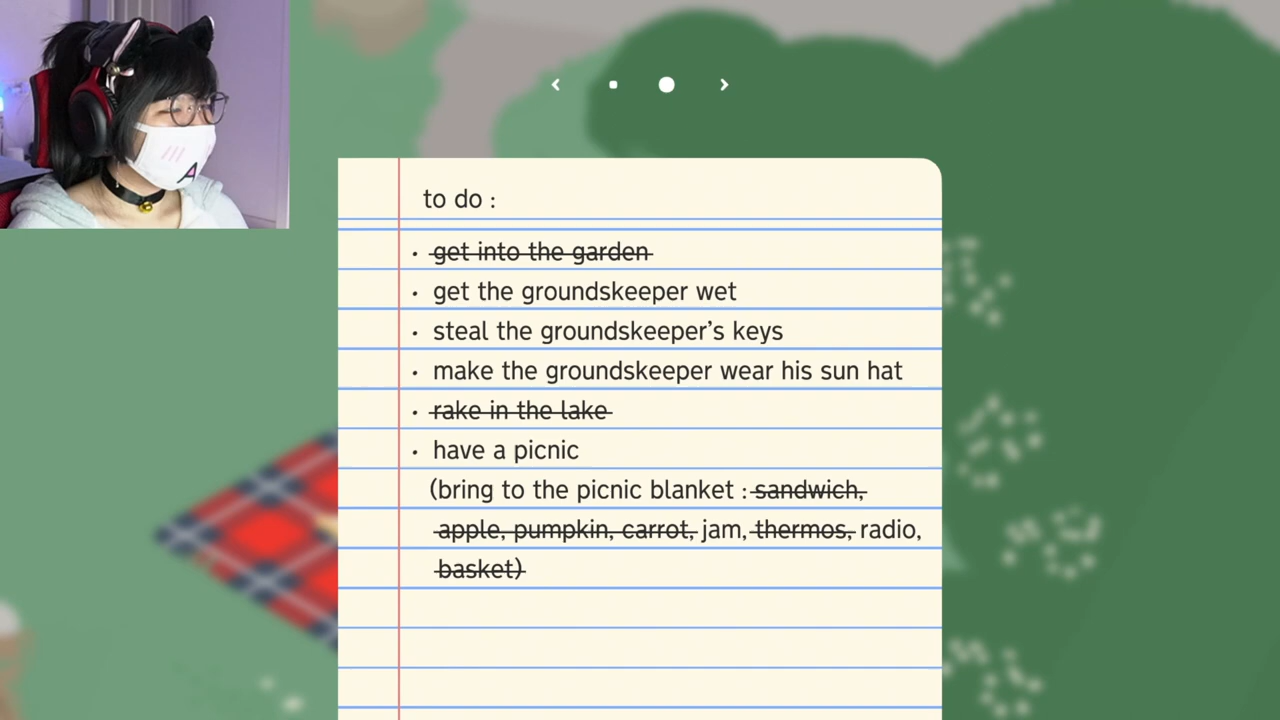 to do :
• get into the garden
• get the groundskeeper wet
• steal the groundskeeper's keys
• make the groundskeeper wear his sun hat
• rake in the lake
• have a picnic
(bring to the picnic blanket : sandwich,
apple, pumpkin, carrot, jam, thermos, radio,
basket)